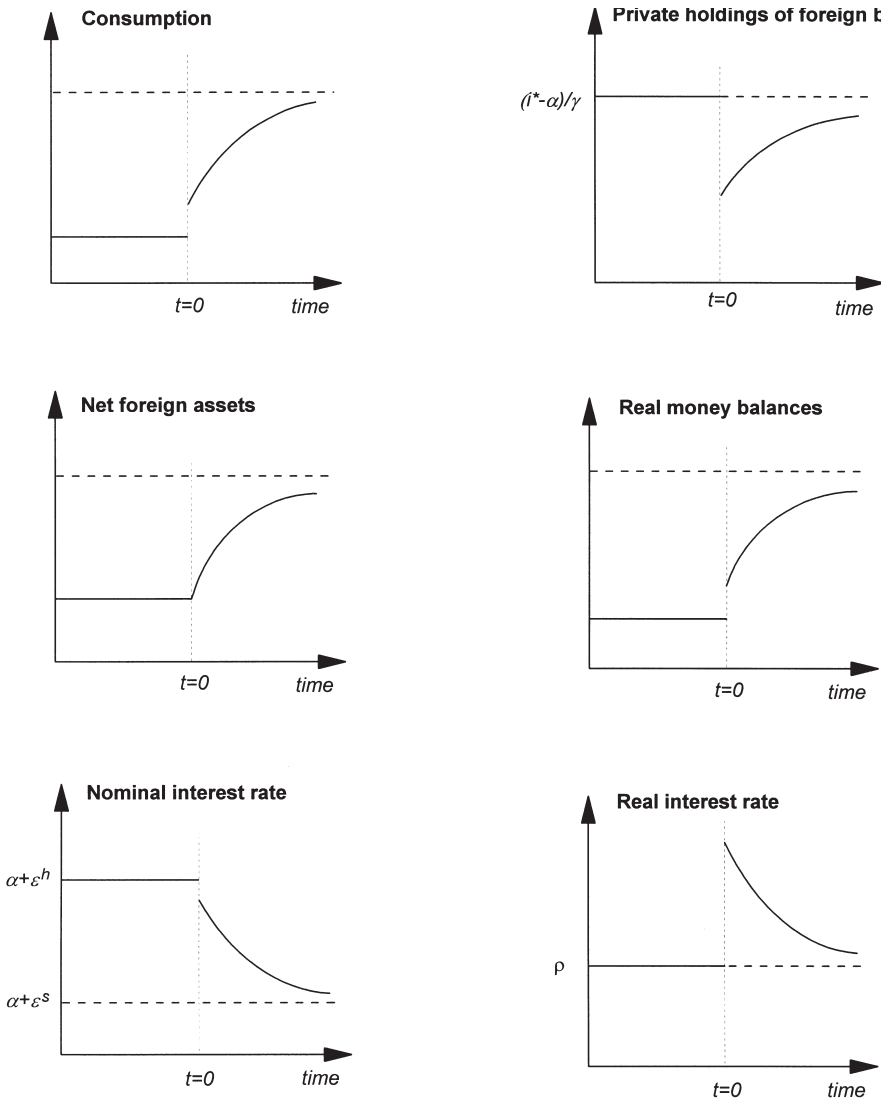 Consumption
t=0
time
Private holdings of foreign
(i*-α)/γ
t=0
time
Net foreign assets
t=0
time
Real money balances
t=0
time
Nominal interest rate
α+ε^h
α+ε^s
t=0
time
Real interest rate
ρ
t=0
time